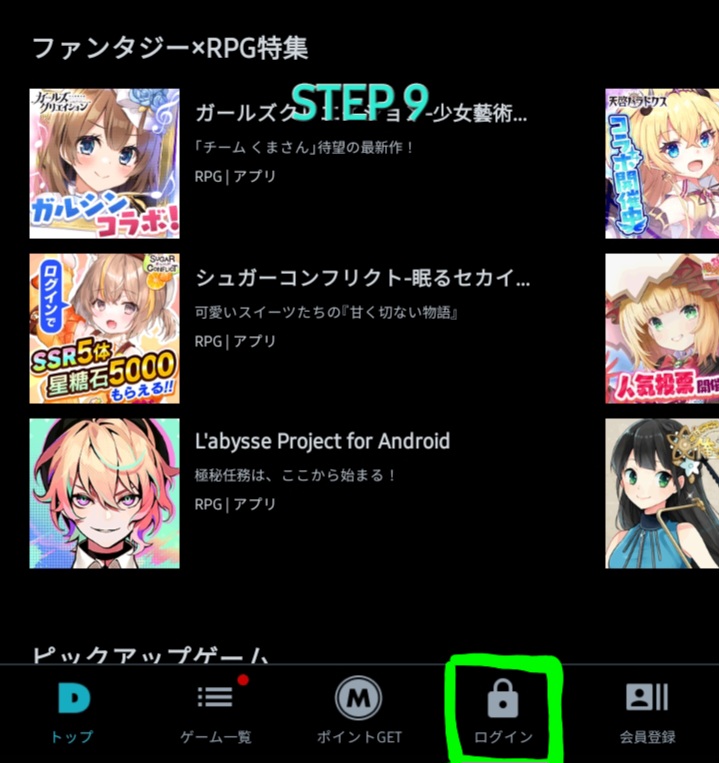 ファンタジー×RPG特集
STEP 9
ガールズクリエイション
ガルシン
コラボ!
-少女藝術...
「チーム くまさん」待望の最新作！
RPG | アプリ
天啓パラドクス
コラボ開催中
ログインで
SUGAR
CONFLICT
SSR5体
星糖石5000
もらえる!!
シュガーコンフリクト-眠るセカイ...
可愛いスイーツたちの『甘く切ない物語』
RPG | アプリ
人気投票開催
L'abysse Project for Android
極秘任務は、ここから始まる！
RPG | アプリ
ピックアップゲーム
D
トップ
ゲーム一覧
M
ポイントGET
ログイン
会員登録